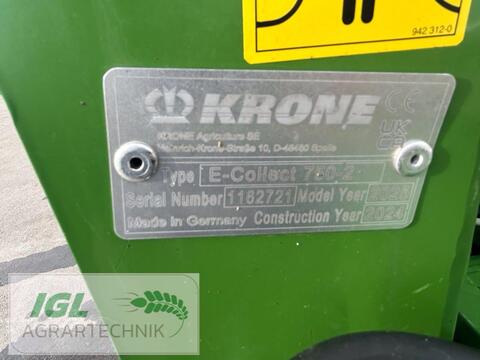 942 312-0
KRONE
CE
KRONE Agriculture SE
Heinrich-Krone-Straße 10, D-48480 Spelle
UK
CA
Type E-Collect 750-2
Serial Number 1182721 Model Year
Made in Germany Construction Year 2024
IGL
AGRARTECHNIK